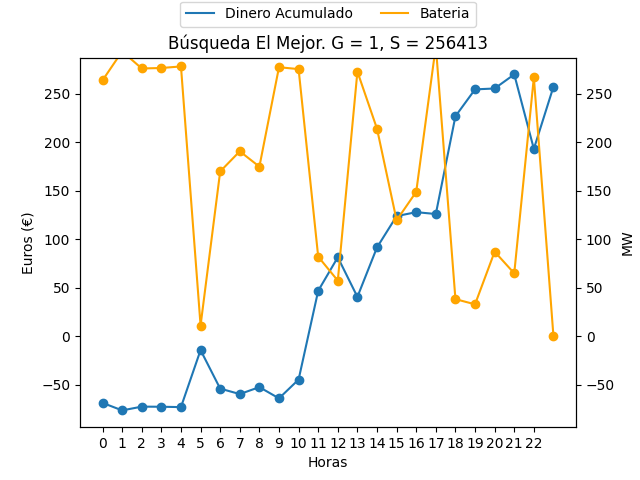 Dinero Acumulado Bateria
Búsqueda El Mejor. G = 1, S = 256413
250 250
200 200
150 150
100 100
50 50
0 0
−50 −50
Euros (€)
MW
0 1 2 3 4 5 6 7 8 9 10 11 12 13 14 15 16 17 18 19 20 21 22
Horas